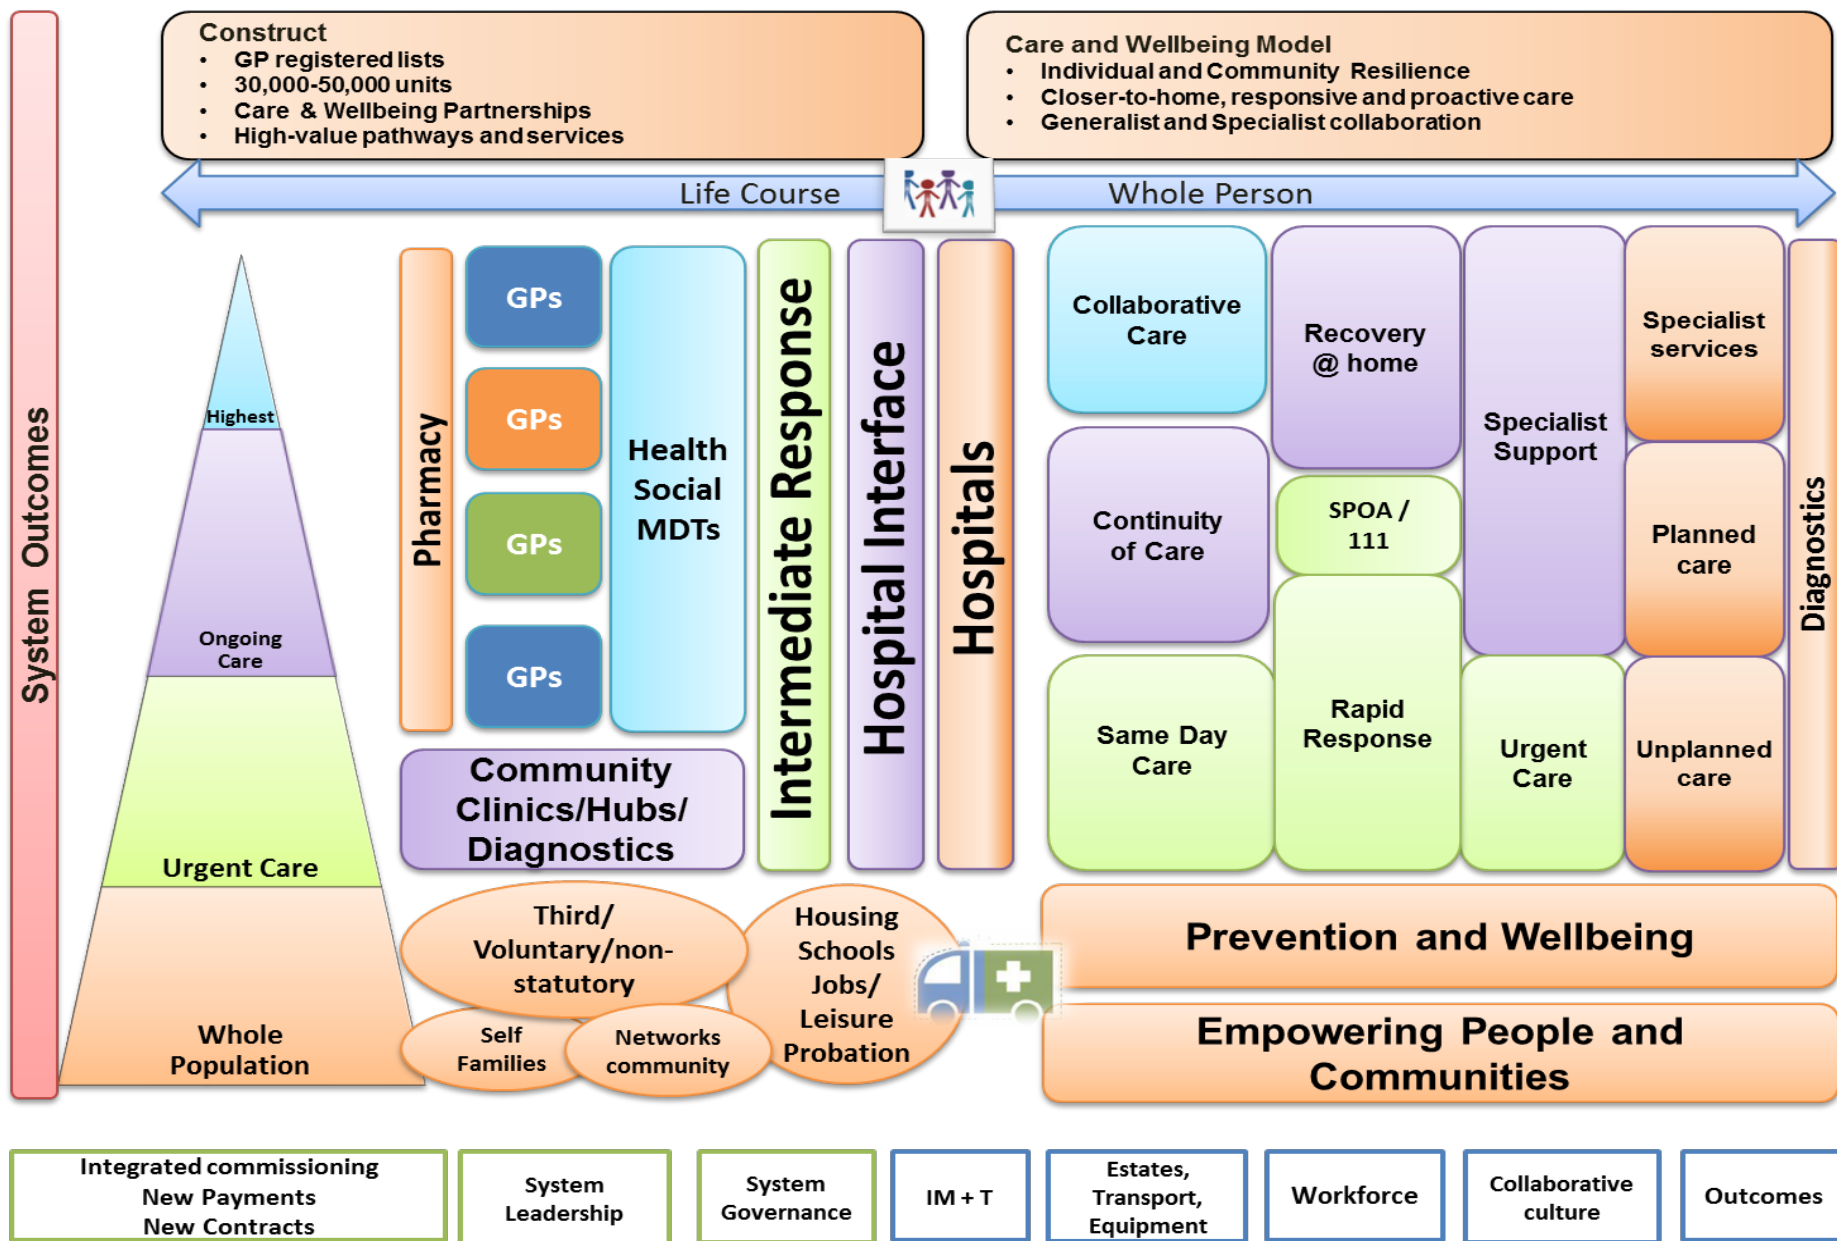 Construct
• GP registered lists
• 30,000-50,000 units
• Care & Wellbeing Partnerships
• High-value pathways and services
Care and Wellbeing Model
• Individual and Community Resilience
• Closer-to-home, responsive and proactive care
• Generalist and Specialist collaboration
Life Course
Whole Person
System Outcomes
Highest
Ongoing
Care
Urgent Care
Whole
Population
Pharmacy
GPs
GPs
GPs
GPs
Health
Social
MDTs
Community
Clinics/Hubs/
Diagnostics
Intermediate Response
Hospital Interface
Hospitals
Third/
Voluntary/non-
statutory
Self
Families
Networks
community
Housing
Schools
Jobs/
Leisure
Probation
Collaborative
Care
Continuity
of Care
Same Day
Care
Recovery
@ home
SPOA /
111
Rapid
Response
Specialist
Support
Urgent
Care
Specialist
services
Planned
care
Unplanned
care
Diagnostics
Prevention and Wellbeing
Empowering People and
Communities
Integrated commissioning
New Payments
New Contracts
System
Leadership
System
Governance
IM + T
Estates,
Transport,
Equipment
Workforce
Collaborative
culture
Outcomes